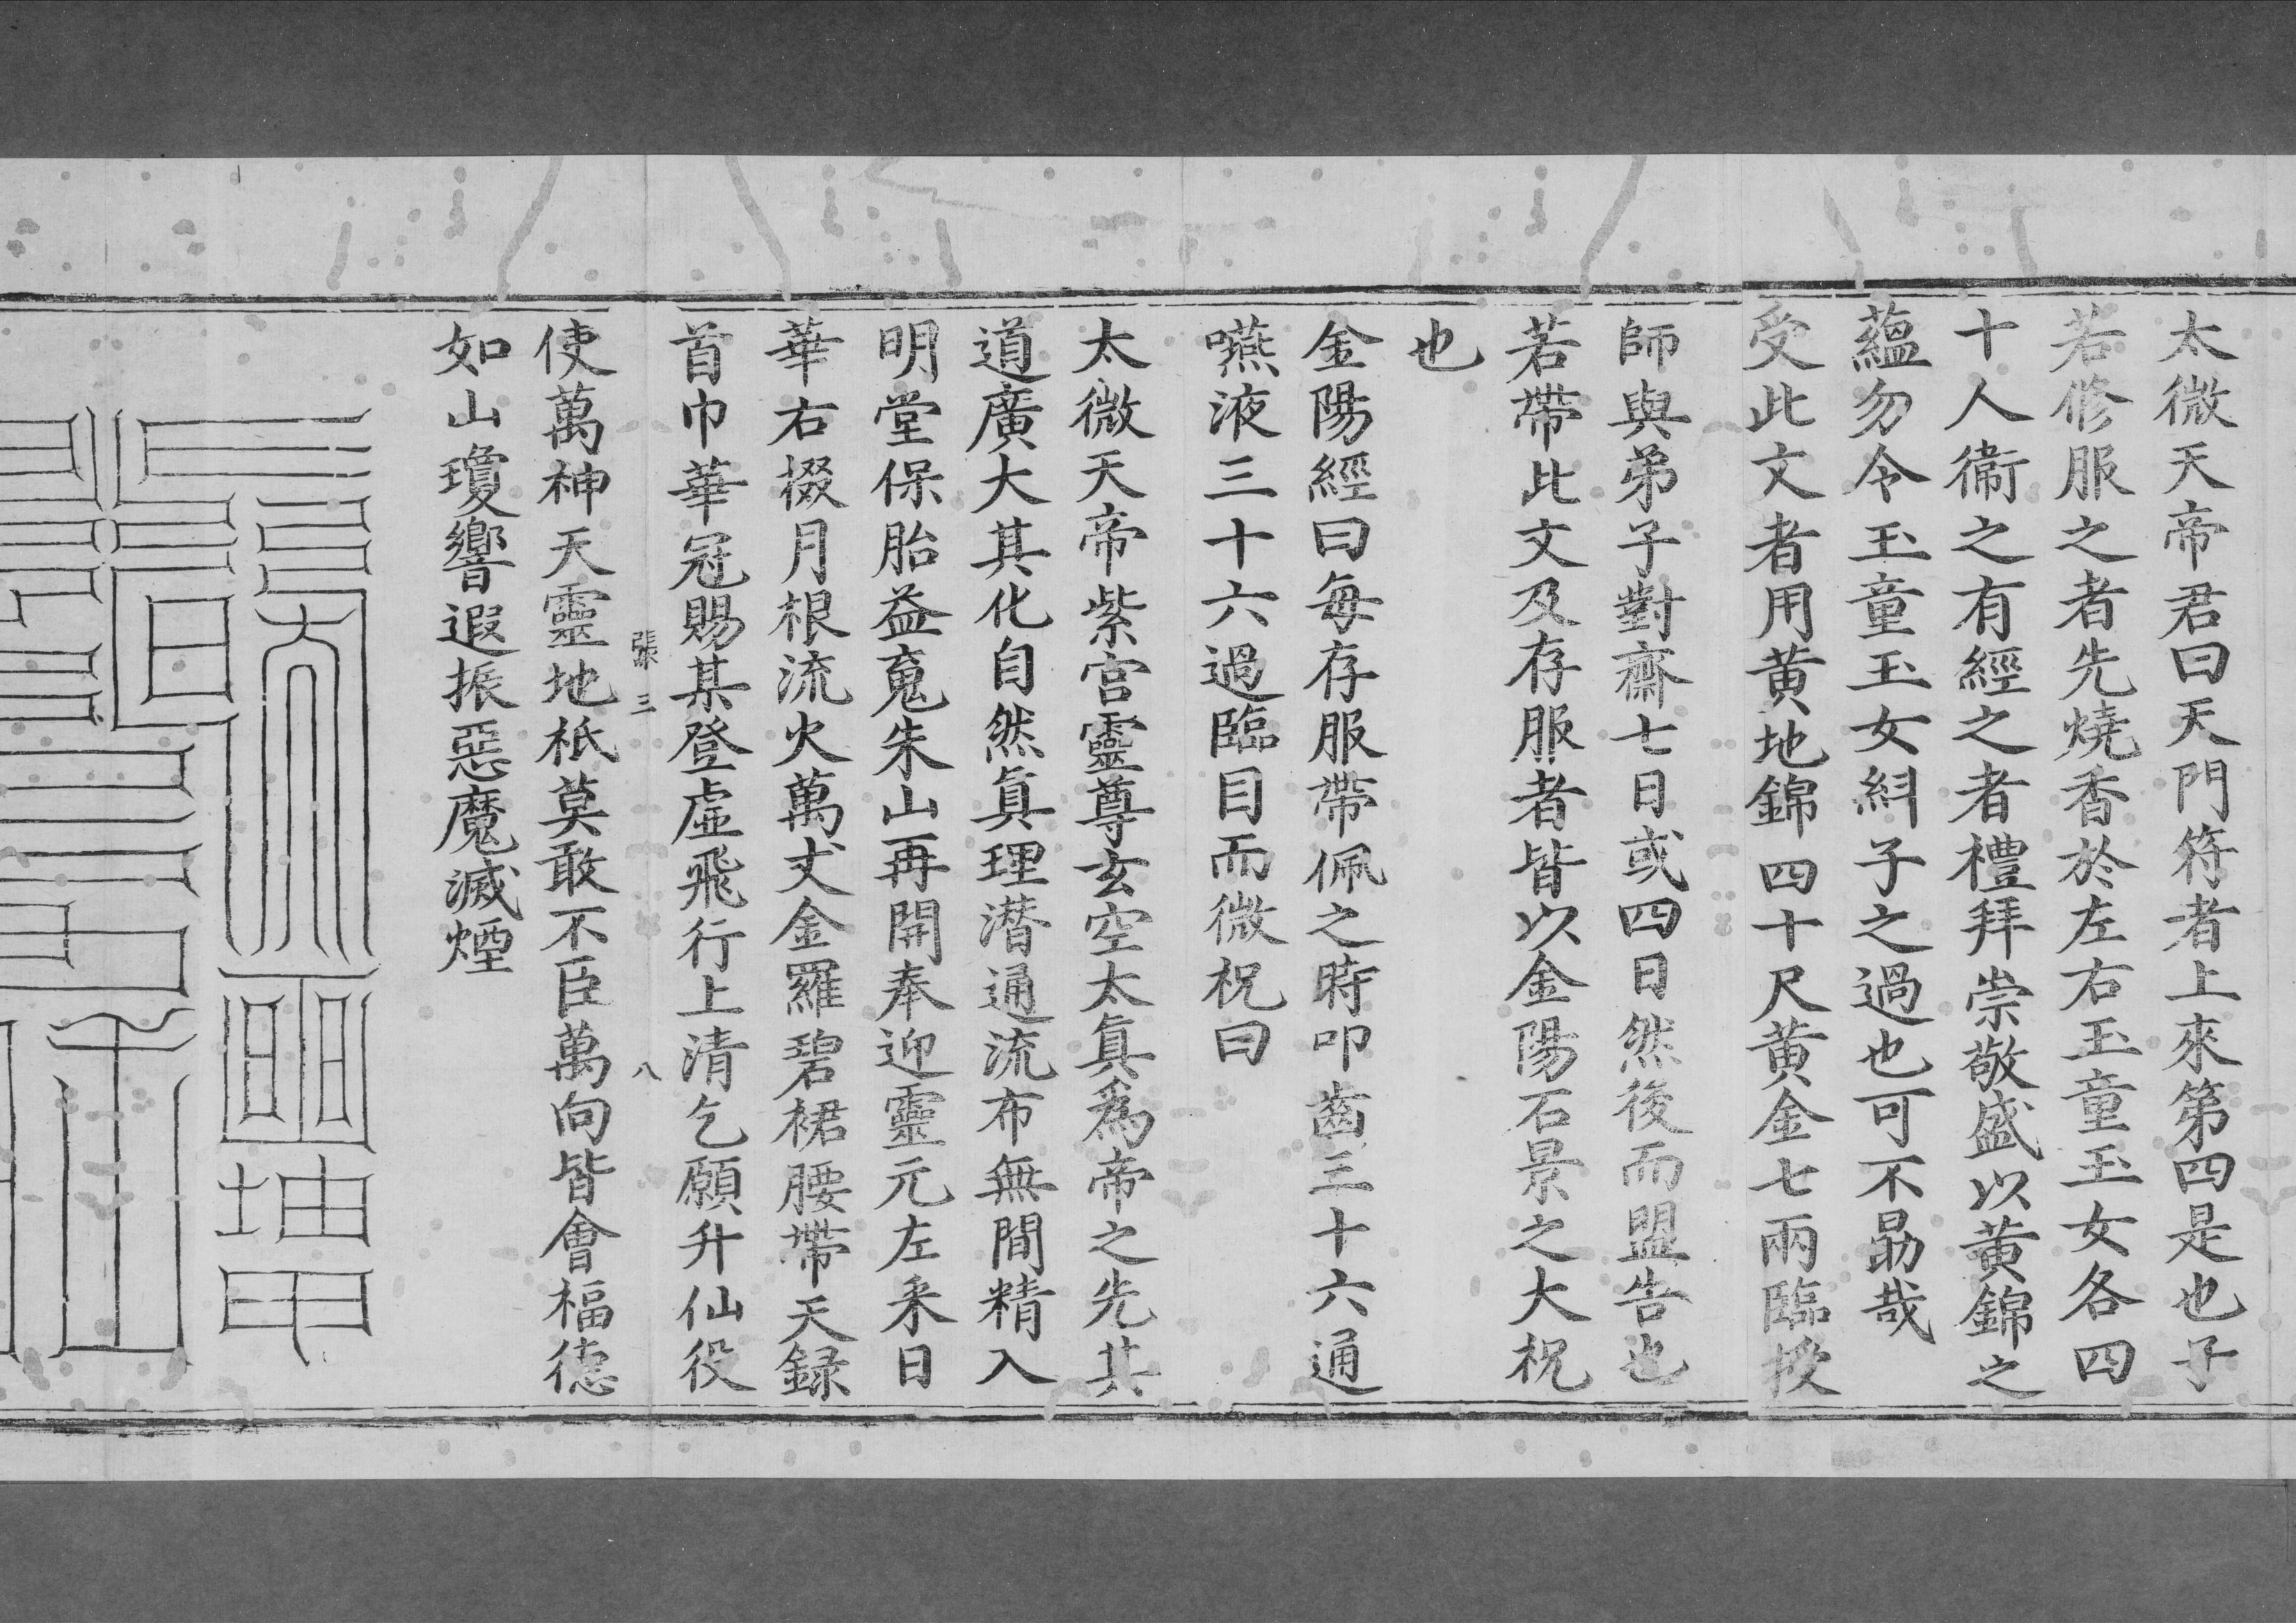 太微天帝君曰天門符者上來第四是也子
若修服之者先燒香於左右玉童玉女各四
十人衞之有經之者禮拜崇敬盛以黃錦之
蘊勿令玉童玉女糾子之過也可不勗哉
受此文者用黃地錦四十尺黃金七兩臨授
師與弟子對齋七日或四日然後而盟告也
若帶此文及存服者皆以金陽石景之大祝
也
金陽經曰每存服帶佩之時叩齒三十六通
嚥液三十六過臨目而微祝曰
太微天帝紫宮靈尊玄空太真爲帝之先其
道廣大其化自然真理潛通流布無間精入
明堂保胎益䰟朱山再開奉迎靈元左釆日
華右掇月根流火萬丈金羅碧裙腰帶天録
首巾華冠賜某登虛飛行上清乞願升仙役
張三 八
使萬神天靈地祇莫敢不臣萬向皆會福德
如山瓊響遐振惡魔滅煙